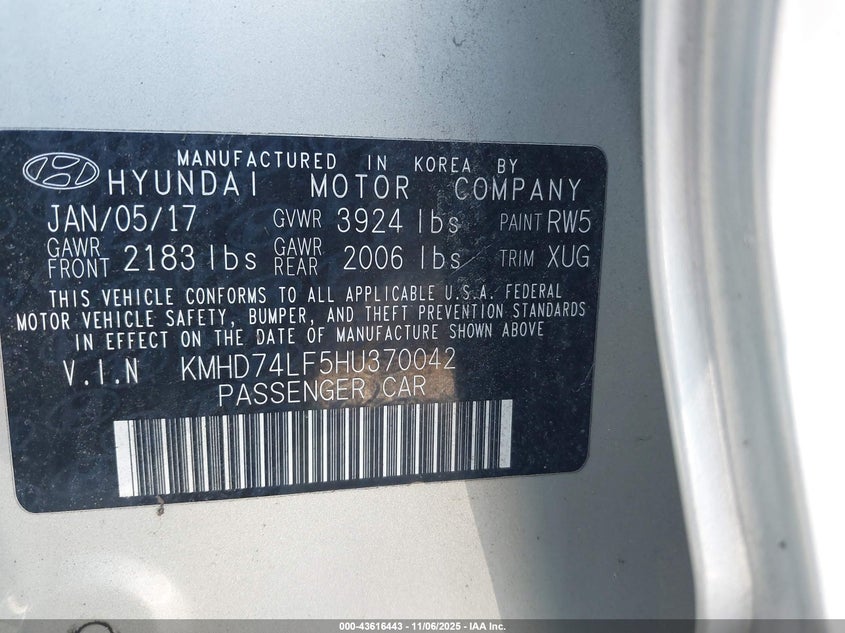 MANUFACTURED IN KOREA BY
HYUNDAI MOTOR COMPANY
JAN/05/17 GVWR 3924 lbs PAINT RW5
GAWR FRONT 2183 lbs GAWR REAR 2006 lbs TRIM XUG
THIS VEHICLE CONFORMS TO ALL APPLICABLE U.S.A. FEDERAL
MOTOR VEHICLE SAFETY, BUMPER, AND THEFT PREVENTION STANDARDS
IN EFFECT ON THE DATE OF MANUFACTURE SHOWN ABOVE
V.I.N KMHD74LF5HU370042
PASSENGER CAR
000-43616443 - 11/06/2025 - IAA Inc.